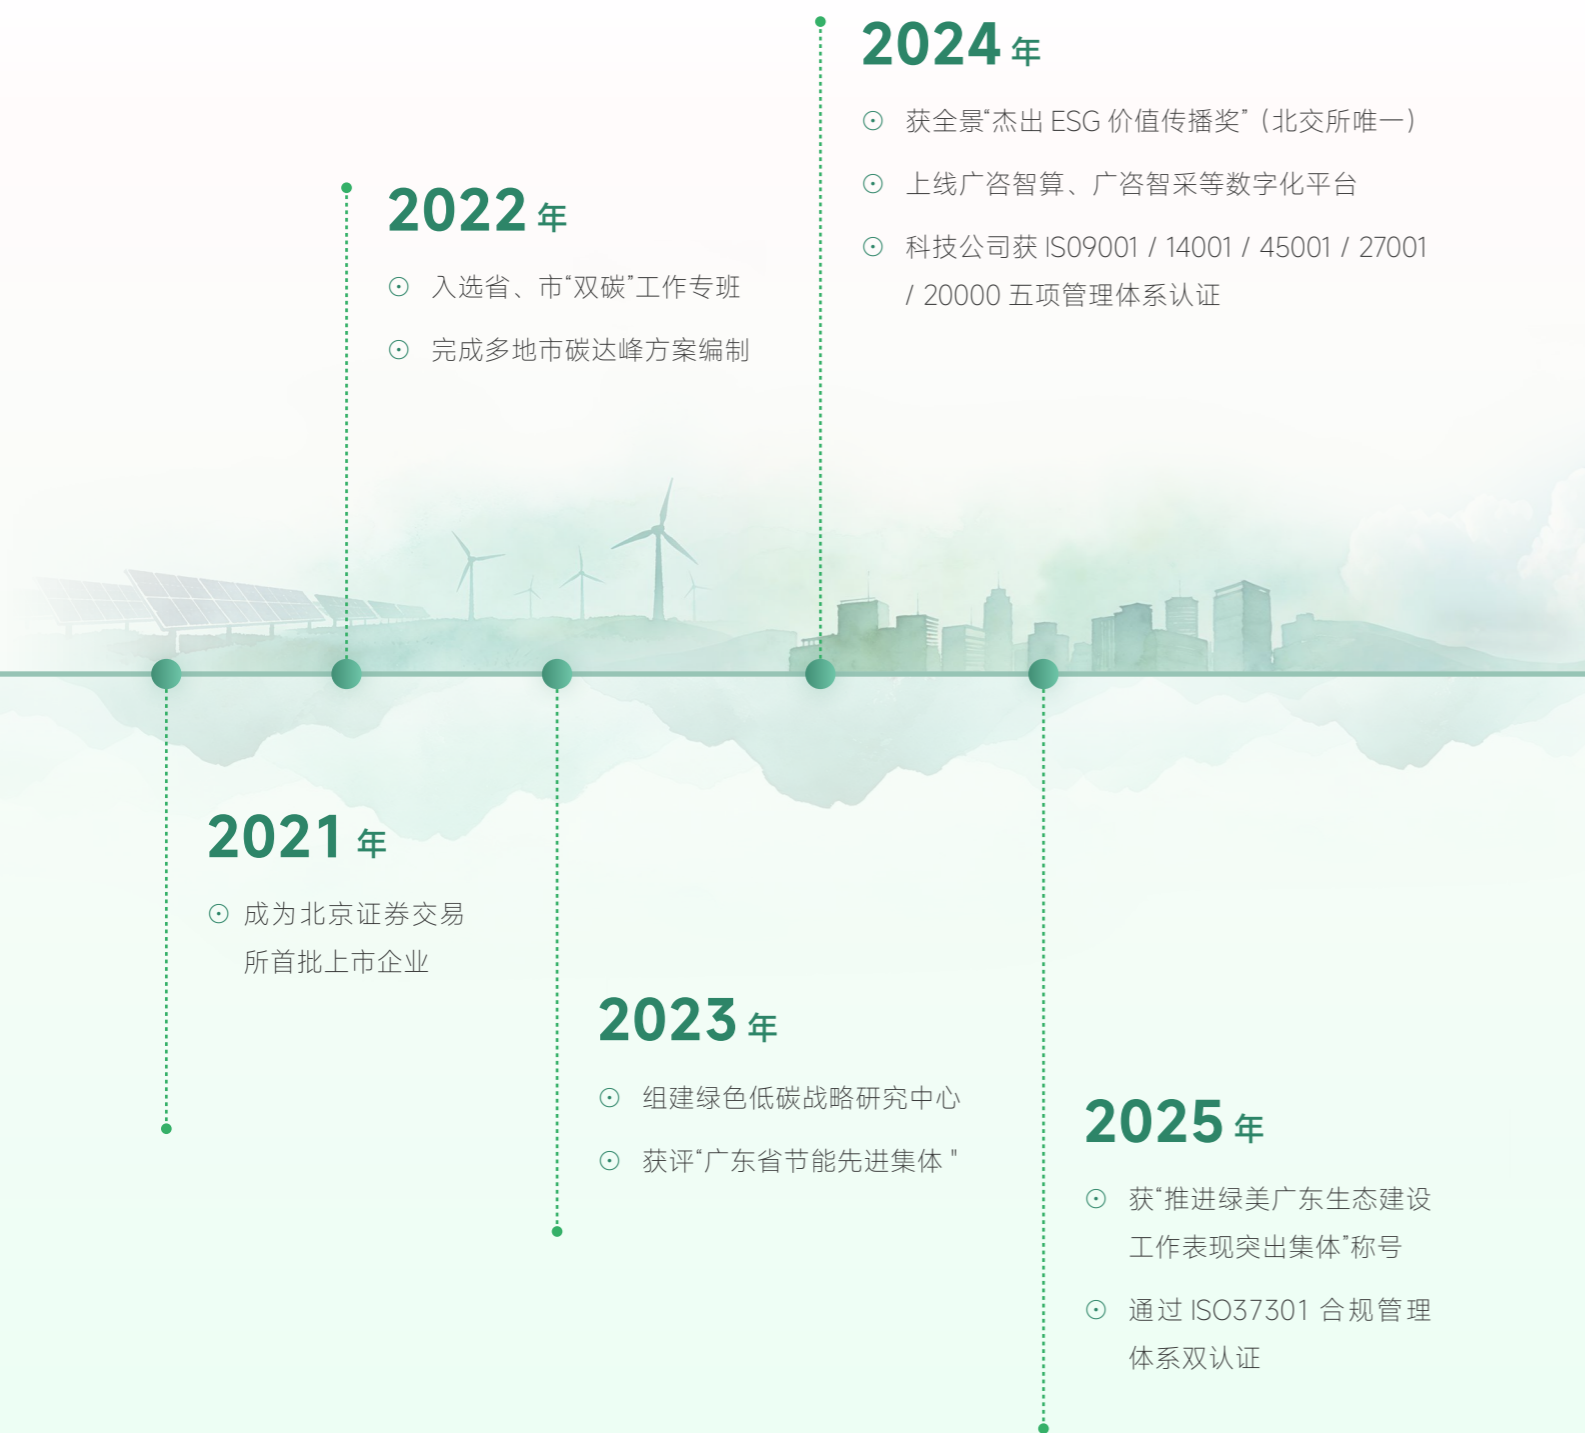 2024 年
获全景“杰出 ESG 价值传播奖”（北交所唯一）
上线广咨智算、广咨智采等数字化平台
科技公司获 IS09001 / 14001 / 45001 / 27001
/ 20000 五项管理体系认证
2022 年
入选省、市“双碳”工作专班
完成多地市碳达峰方案编制
2021 年
成为北京证券交易
所首批上市企业
2023 年
组建绿色低碳战略研究中心
获评“广东省节能先进集体 "
2025 年
获“推进绿美广东生态建设
工作表现突出集体”称号
通过 ISO37301 合规管理
体系双认证